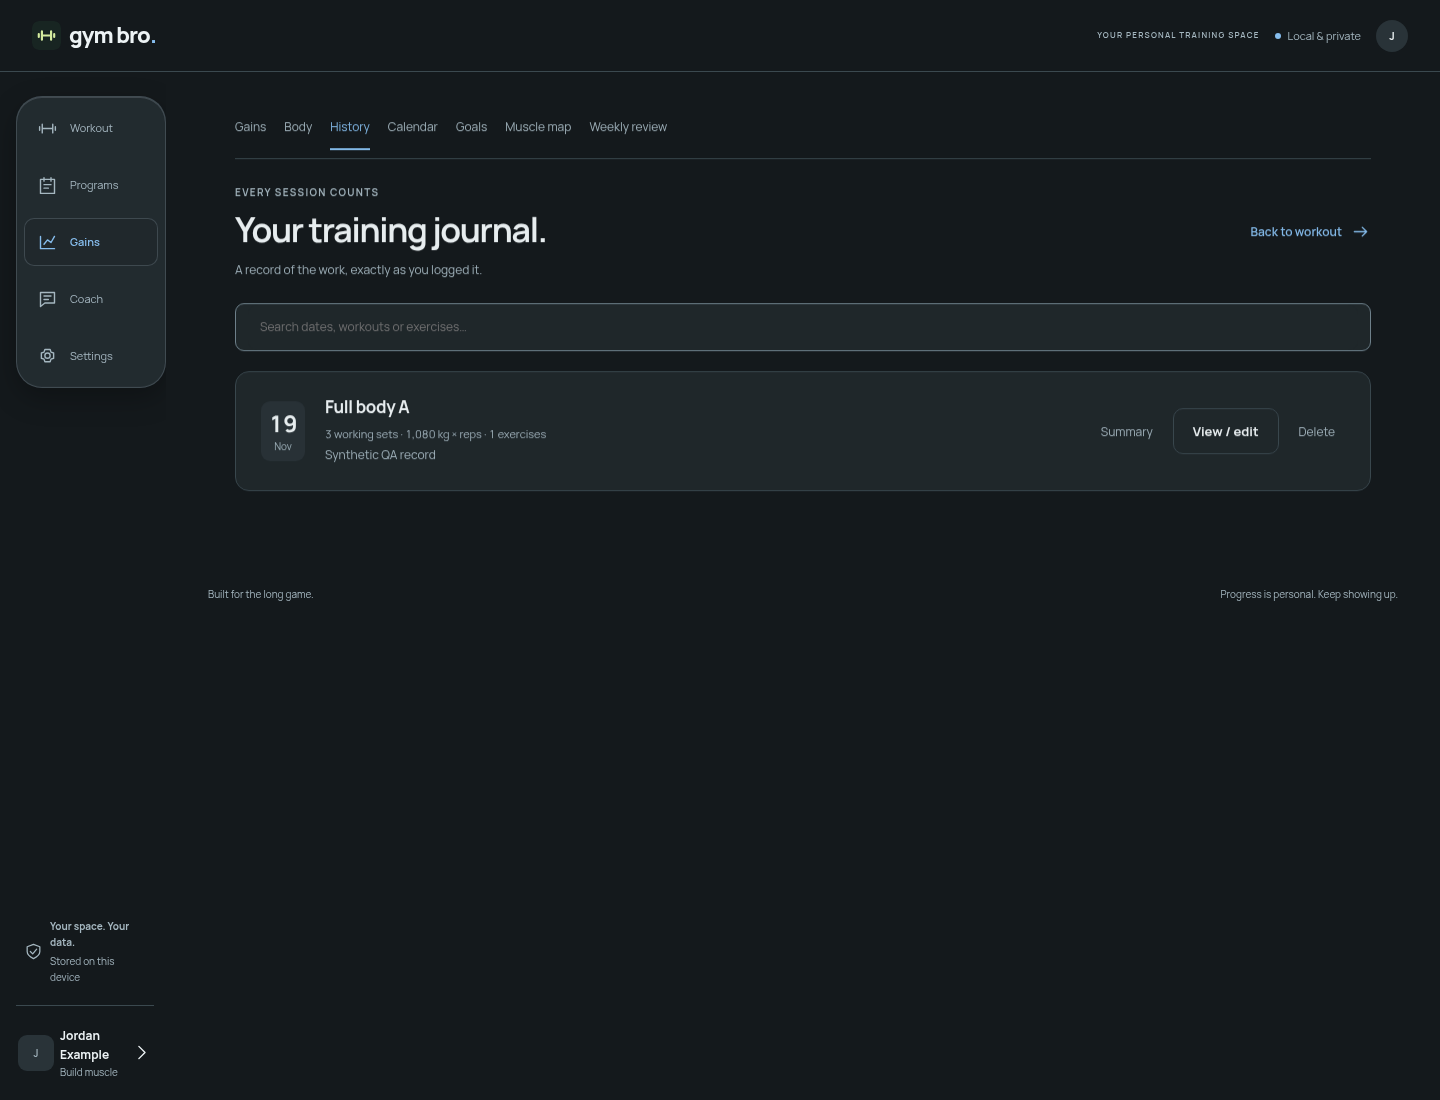 gym bro.
YOUR PERSONAL TRAINING SPACE
Local & private
J
Workout
Programs
Gains
Coach
Settings
Gains Body History Calendar Goals Muscle map Weekly review
EVERY SESSION COUNTS
Your training journal.
Back to workout
A record of the work, exactly as you logged it.
Search dates, workouts or exercises...
19
Nov
Full body A
3 working sets · 1,080 kg × reps · 1 exercises
Synthetic QA record
Summary
View / edit
Delete
Built for the long game.
Progress is personal. Keep showing up.
Your space. Your
data.
Stored on this
device
J
Jordan
Example
Build muscle